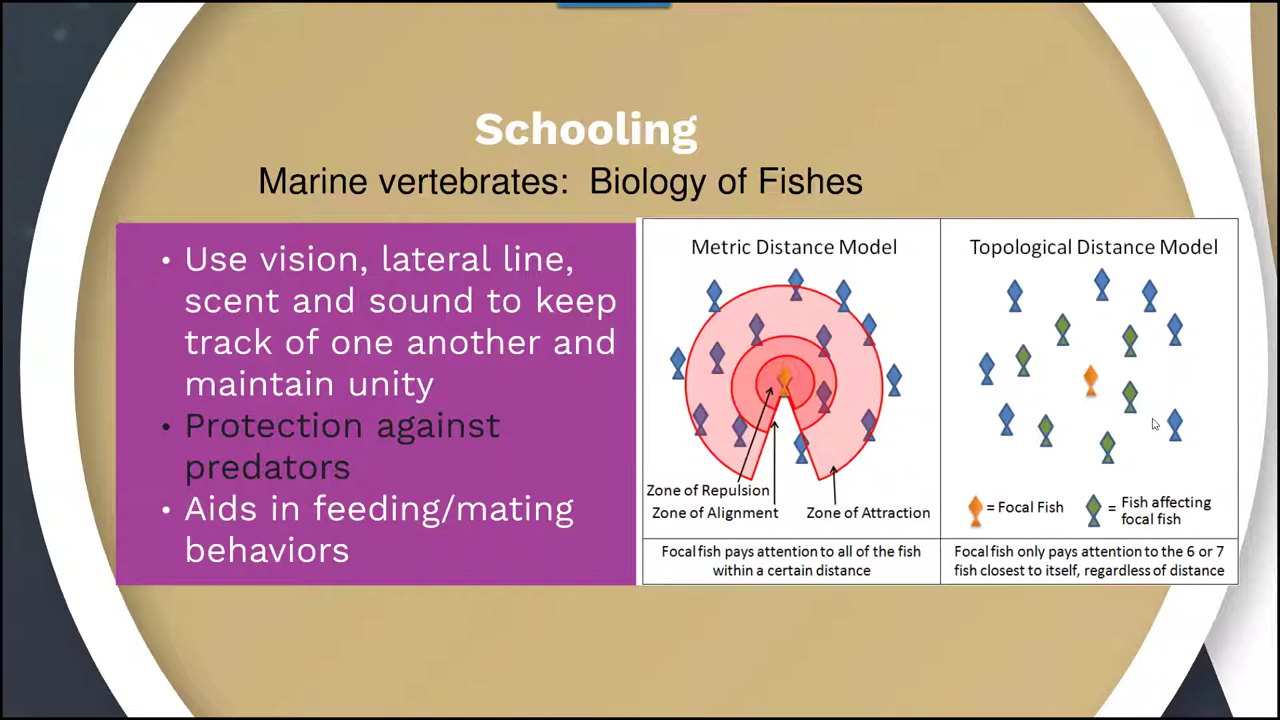 Schooling
Marine vertebrates:  Biology of Fishes
• Use vision, lateral line,
scent and sound to keep
track of one another and
maintain unity
• Protection against
predators
• Aids in feeding/mating
behaviors
Metric Distance Model
Zone of Repulsion
Zone of Alignment
Zone of Attraction
Focal fish pays attention to all of the fish
within a certain distance
Topological Distance Model
= Focal Fish
= Fish affecting
focal fish
Focal fish only pays attention to the 6 or 7
fish closest to itself, regardless of distance